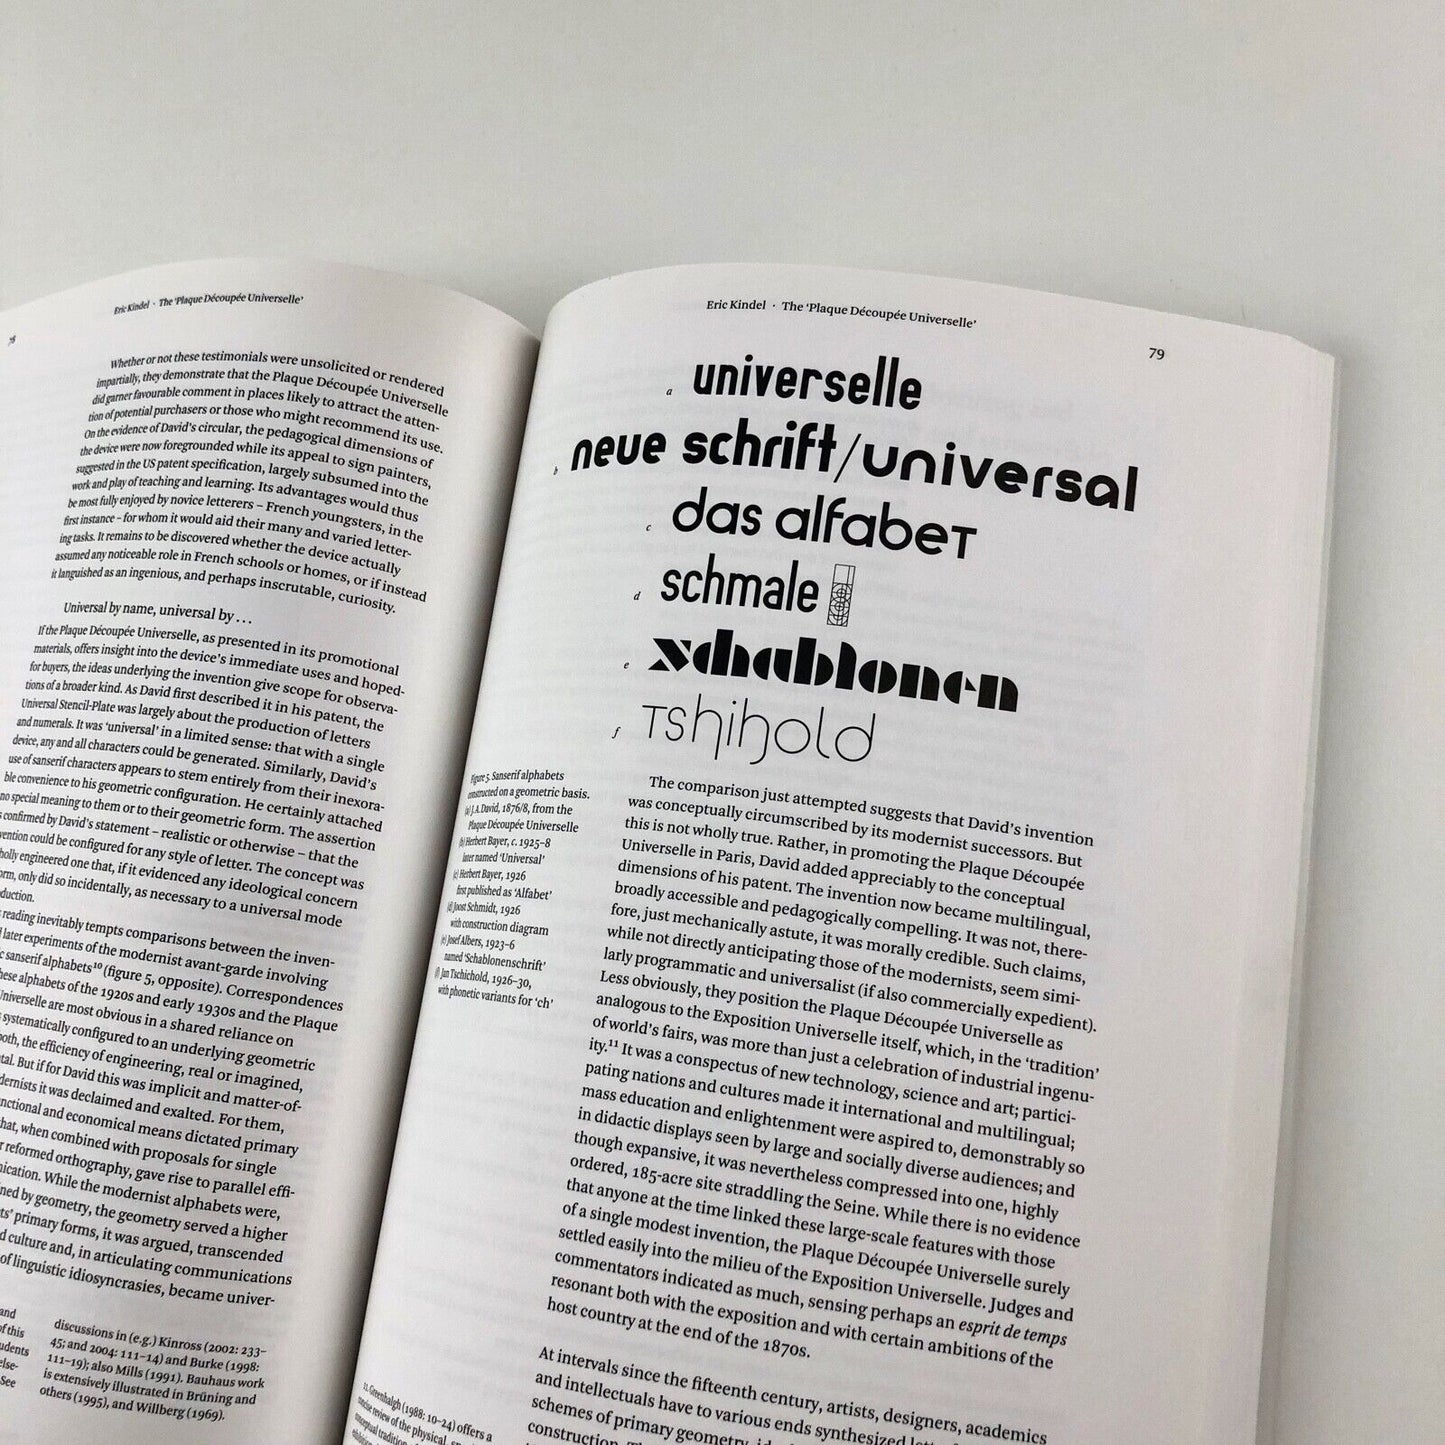 Eric Kindel · The ‘Plaque Découpée Universelle’
78
Whether or not these testimonials were unsolicited or rendered
impartially, they demonstrate that the Plaque Découpée Universelle
did garner favourable comment in places likely to attract the atten-
tion of potential purchasers or those who might recommend its use.
On the evidence of David’s circular, the pedagogical dimensions of
the device were now foregrounded while its appeal to sign painters,
suggested in the US patent specification, largely subsumed into the
work and play of teaching and learning. Its advantages would thus
be most fully enjoyed by novice letterers – French youngsters, in the
first instance – for whom it would aid their many and varied letter-
ing tasks. It remains to be discovered whether the device actually
assumed any noticeable role in French schools or homes, or if instead
it languished as an ingenious, and perhaps inscrutable, curiosity.
Universal by name, universal by . . .
If the Plaque Découpée Universelle, as presented in its promotional
materials, offers insight into the device’s immediate uses and hoped-
for buyers, the ideas underlying the invention give scope for observa-
tions of a broader kind. As David first described it in his patent, the
Universal Stencil-Plate was largely about the production of letters
and numerals. It was ‘universal’ in a limited sense: that with a single
device, any and all characters could be generated. Similarly, David’s
use of sanserif characters appears to stem entirely from their inexora-
ble convenience to his geometric configuration. He certainly attached
no special meaning to them or to their geometric form. The assertion
confirmed by David’s statement – realistic or otherwise – that the
vention could be configured for any style of letter. The concept was
holly engineered one that, if it evidenced any ideological concern
orm, only did so incidentally, as necessary to a universal mode
oduction.
reading inevitably tempts comparisons between the inven-
later experiments of the modernist avant-garde involving
c sanserif alphabets¹⁰ (figure 5, opposite). Correspondences
hese alphabets of the 1920s and early 1930s and the Plaque
Universelle are most obvious in a shared reliance on
systematically configured to an underlying geometric
both, the efficiency of engineering, real or imagined,
tal. But if for David this was implicit and matter-of-
dernists it was declaimed and exalted. For them,
nctional and economical means dictated primary
that, when combined with proposals for single
r reformed orthography, gave rise to parallel effi-
nication. While the modernist alphabets were,
ned by geometry, the geometry served a higher
ts’ primary forms, it was argued, transcended
d culture and, in articulating communications
of linguistic idiosyncrasies, became univer-
and
of this
udents
else-
See
discussions in (e.g.) Kinross (2002: 233–
45; and 2004: 111–14) and Burke (1998:
111–19); also Mills (1991). Bauhaus work
is extensively illustrated in Brüning and
others (1995), and Willberg (1969).
Eric Kindel · The ‘Plaque Découpée Universelle’
79
a universelle
b neue schrift/universal
c das alfabet
d schmale
e schablonen
f Tschichold
Figure 5. Sanserif alphabets
constructed on a geometric basis.
(a) J. A. David, 1876/8, from the
Plaque Découpée Universelle
(b) Herbert Bayer, c. 1925–8
later named ‘Universal’
(c) Herbert Bayer, 1926
first published as ‘Alfabet’
(d) Joost Schmidt, 1926
with construction diagram
(e) Josef Albers, 1923–6
named ‘Schablonenschrift’
(f) Jan Tschichold, 1926–30,
with phonetic variants for ‘ch’
The comparison just attempted suggests that David’s invention
was conceptually circumscribed by its modernist successors. But
this is not wholly true. Rather, in promoting the Plaque Découpée
Universelle in Paris, David added appreciably to the conceptual
dimensions of his patent. The invention now became multilingual,
broadly accessible and pedagogically compelling. It was not, there-
fore, just mechanically astute, it was morally credible. Such claims,
while not directly anticipating those of the modernists, seem simi-
larly programmatic and universalist (if also commercially expedient).
Less obviously, they position the Plaque Découpée Universelle as
analogous to the Exposition Universelle itself, which, in the ‘tradition’
of world’s fairs, was more than just a celebration of industrial ingenu-
ity.¹¹ It was a conspectus of new technology, science and art; partici-
pating nations and cultures made it international and multilingual;
mass education and enlightenment were aspired to, demonstrably so
in didactic displays seen by large and socially diverse audiences; and
though expansive, it was nevertheless compressed into one, highly
ordered, 185-acre site straddling the Seine. While there is no evidence
that anyone at the time linked these large-scale features with those
of a single modest invention, the Plaque Découpée Universelle surely
settled easily into the milieu of the Exposition Universelle. Judges and
commentators indicated as much, sensing perhaps an esprit de temps
resonant both with the exposition and with certain ambitions of the
host country at the end of the 1870s.
At intervals since the fifteenth century, artists, designers, academics
and intellectuals have to various ends synthesized
schemes of primary geometry,
construction.
11. Greenhalgh (1988: 10–24) offers a
concise review of the physical,
conceptual tradition